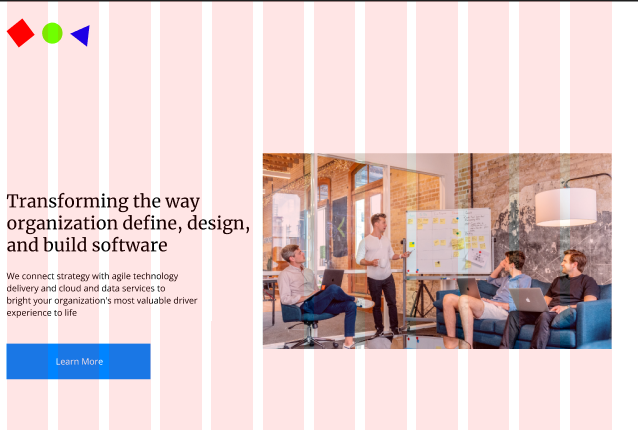 Transforming the way
organization define, design,
and build software
We connect strategy with agile technology
delivery and cloud and data services to
bright your organization's most valuable driver
experience to life
Learn More